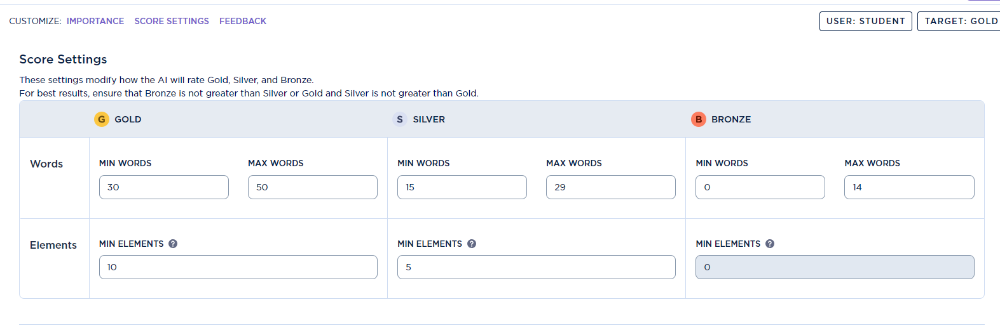 CUSTOMIZE: IMPORTANCE SCORE SETTINGS FEEDBACK USER: STUDENT TARGET: GOLD
Score Settings
These settings modify how the AI will rate Gold, Silver, and Bronze.
For best results, ensure that Bronze is not greater than Silver or Gold and Silver is not greater than Gold.
G GOLD S SILVER B BRONZE
Words MIN WORDS MAX WORDS MIN WORDS MAX WORDS MIN WORDS MAX WORDS
30 50 15 29 0 14
Elements MIN ELEMENTS ? MIN ELEMENTS ? MIN ELEMENTS ?
10 5 0